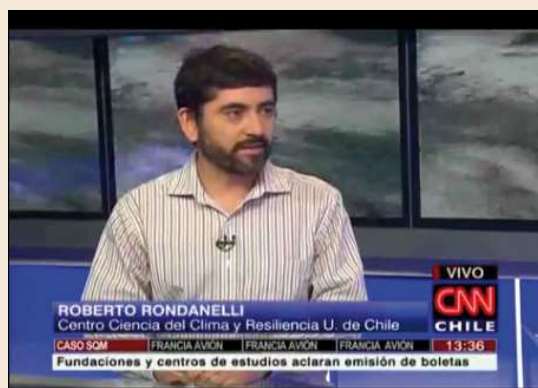 VIVO
CNN
CHILE
ROBERTO RONDANELLI
Centro Ciencia del Clima y Resiliencia U. de Chile
CASO SQM FRANCIA AVIÓN FRANCIA AVIÓN FRANCIA AVIÓN 13:36
Fundaciones y centros de estudios aclaran emisión de boletas